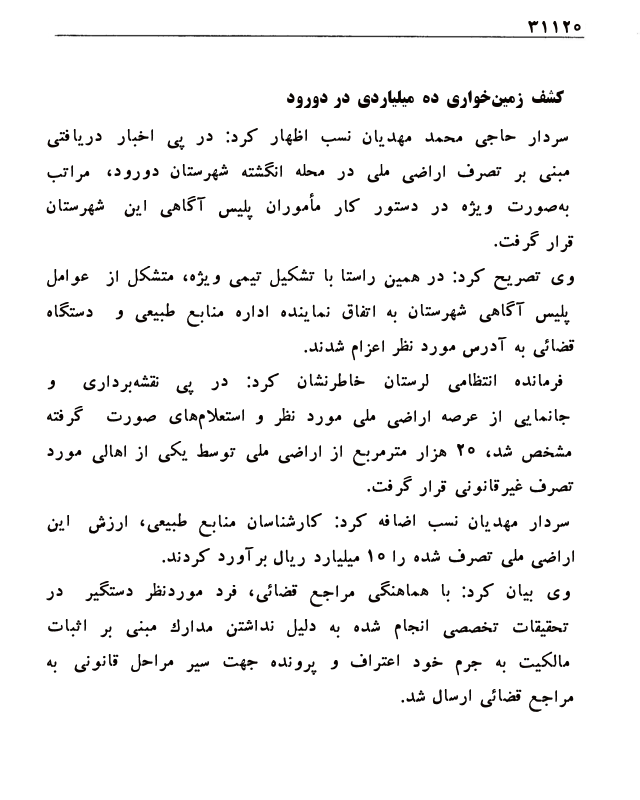 ۳۱۱۲۰
کشف زمین‌خواری ده میلیاردی در دورود
سردار حاجی محمد مهدیان نسب اظهار کرد: در پی اخبار دریافتی
مبنی بر تصرف اراضی ملی در محله انگشته شهرستان دورود، مراتب
به‌صورت ویژه در دستور کار مأموران پلیس آگاهی این شهرستان
قرار گرفت.
وی تصریح کرد: در همین راستا با تشکیل تیمی ویژه، متشکل از عوامل
پلیس آگاهی شهرستان به اتفاق نماینده اداره منابع طبیعی و دستگاه
قضائی به آدرس مورد نظر اعزام شدند.
فرمانده انتظامی لرستان خاطرنشان کرد: در پی نقشه‌برداری و
جانمایی از عرصه اراضی ملی مورد نظر و استعلام‌های صورت گرفته
مشخص شد، ۲۰ هزار مترمربع از اراضی ملی توسط یکی از اهالی مورد
تصرف غیرقانونی قرار گرفت.
سردار مهدیان نسب اضافه کرد: کارشناسان منابع طبیعی، ارزش این
اراضی ملی تصرف شده را ۱۰ میلیارد ریال برآورد کردند.
وی بیان کرد: با هماهنگی مراجع قضائی، فرد موردنظر دستگیر در
تحقیقات تخصصی انجام شده به دلیل نداشتن مدارك مبنی بر اثبات
مالکیت به جرم خود اعتراف و پرونده جهت سیر مراحل قانونی به
مراجع قضائی ارسال شد.